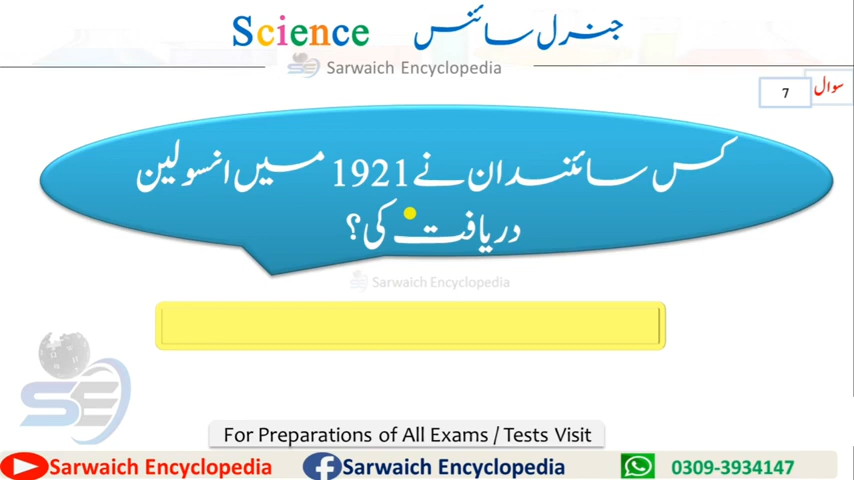 Science جنرل سائنس
Sarwaich Encyclopedia
سوال
7
کس سائنسدان نے 1921 میں انسولین
دریافت کی؟
Sarwaich Encyclopedia
SE
For Preparations of All Exams / Tests Visit
Sarwaich Encyclopedia Sarwaich Encyclopedia 0309-3934147